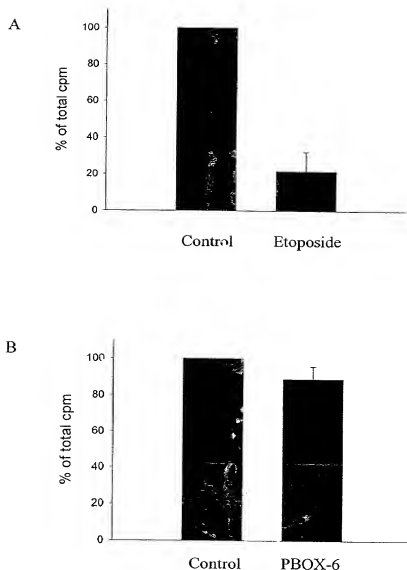 A
% of total cpm
100
80
60
40
20
0
Control Etoposide
B
% of total cpm
100
80
60
40
20
0
Control PBOX-6